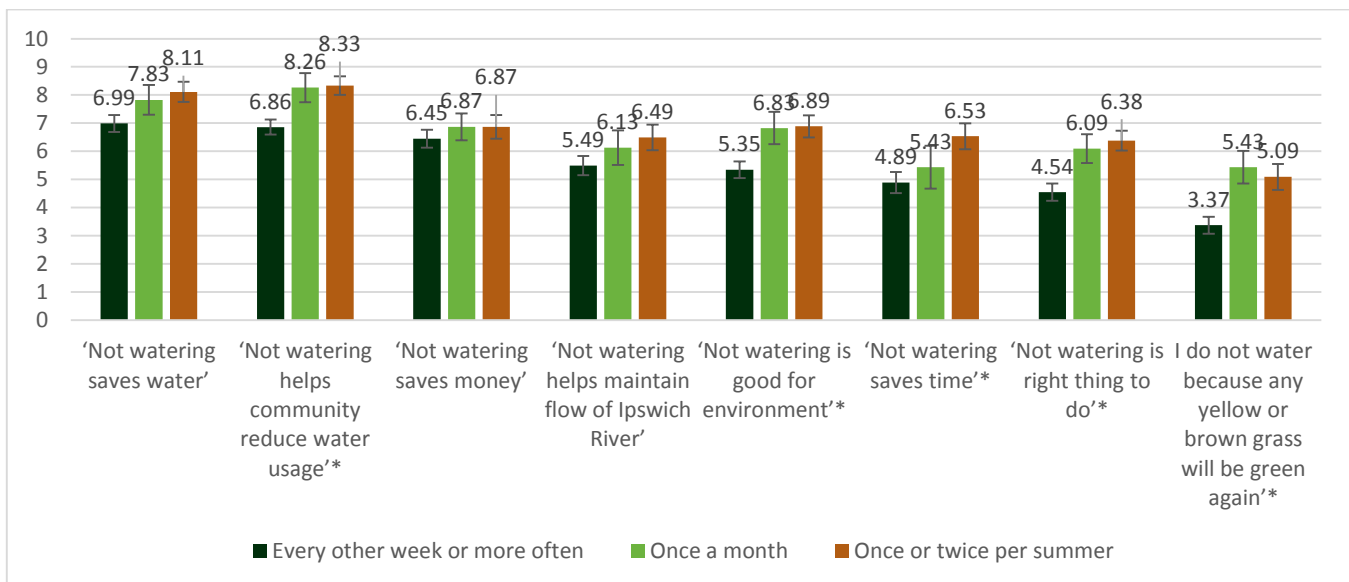 10
9
8
7
6
5
4
3
2
1
0
6.99
7.83
8.11
6.86
8.26
8.33
6.45
6.87
6.87
5.49
6.13
6.49
5.35
6.83
6.89
4.89
5.43
6.53
4.54
6.09
6.38
3.37
5.43
5.09
‘Not watering
saves water’
‘Not watering
helps
community
reduce water
usage’*
‘Not watering
saves money’
‘Not watering
helps maintain
flow of Ipswich
River’
‘Not watering is
good for
environment’*
‘Not watering
saves time’*
‘Not watering is
right thing to
do’*
I do not water
because any
yellow or
brown grass
will be green
again’*
Every other week or more often
Once a month
Once or twice per summer